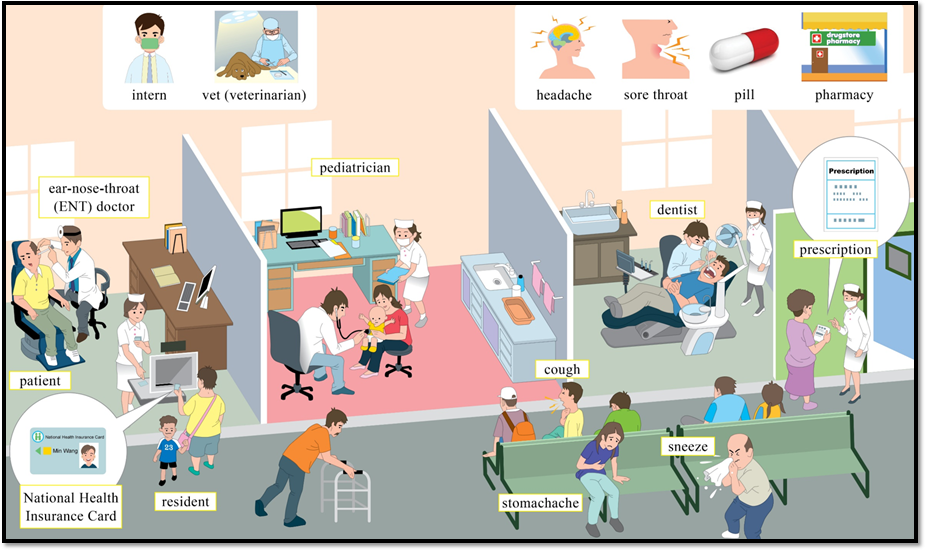 intern
vet (veterinarian)
headache
sore throat
pill
drugstore
pharmacy
pharmacy
pediatrician
ear-nose-throat
(ENT) doctor
dentist
Prescription
prescription
patient
cough
National Health Insurance Card
Min Wang
National Health
Insurance Card
23
resident
stomachache
sneeze